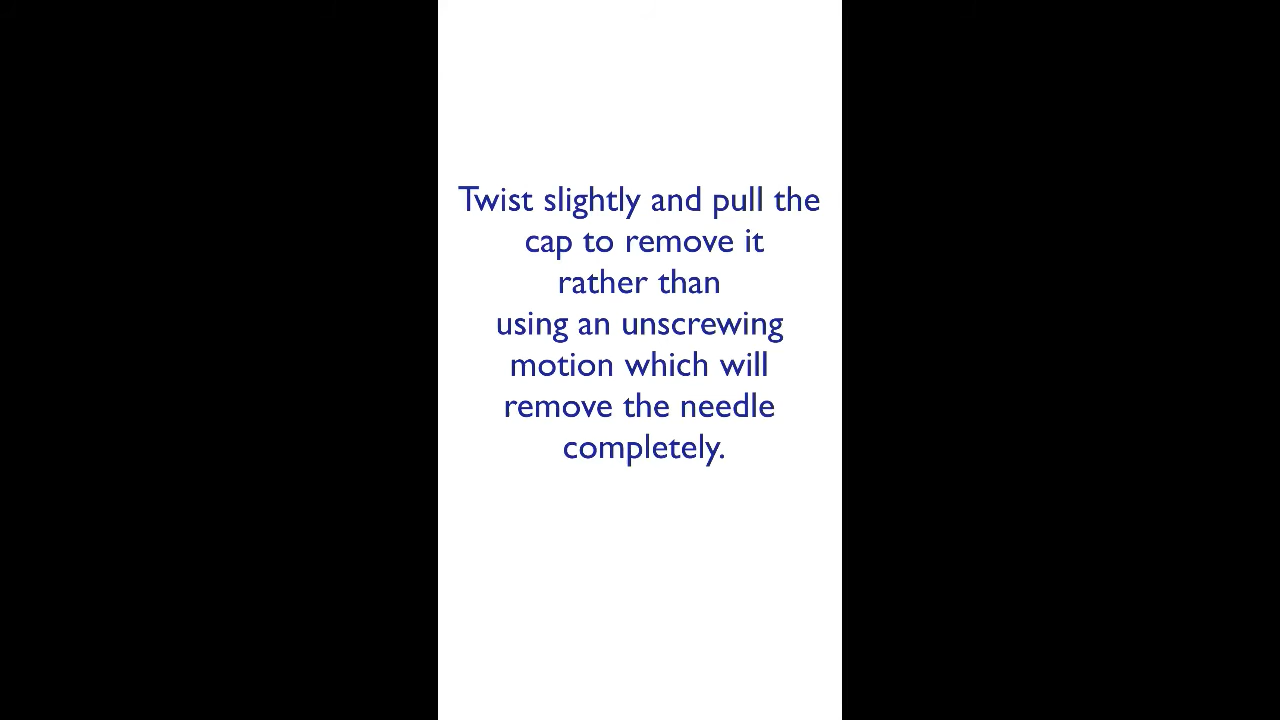 Twist slightly and pull the
cap to remove it
rather than
using an unscrewing
motion which will
remove the needle
completely.